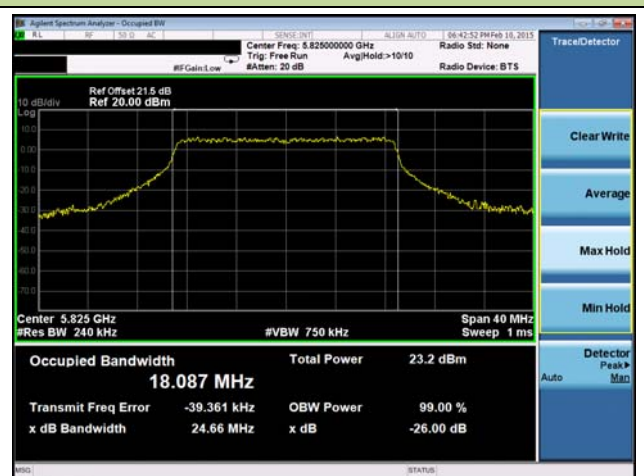 Agilent Spectrum Analyzer - Occupied BW
RL RF 50 Ω AC SENSE:INT ALIGN AUTO 06:42:52 PM Feb 10, 2015
Center Freq: 5.825000000 GHz Radio Std: None
Trig: Free Run Avg|Hold:>10/10
#IFGain:Low #Atten: 20 dB Radio Device: BTS
Trace/Detector
Ref Offset 21.5 dB
10 dB/div Ref 20.00 dBm
Log
10.0
0.00
-10.0
-20.0
-30.0
-40.0
-50.0
-60.0
-70.0
Center 5.825 GHz Span 40 MHz
#Res BW 240 kHz #VBW 750 kHz Sweep 1 ms
Occupied Bandwidth Total Power 23.2 dBm
18.087 MHz
Transmit Freq Error -39.361 kHz OBW Power 99.00 %
x dB Bandwidth 24.66 MHz x dB -26.00 dB
Clear Write
Average
Max Hold
Min Hold
Detector
Peak▶
Auto Man
MSG STATUS